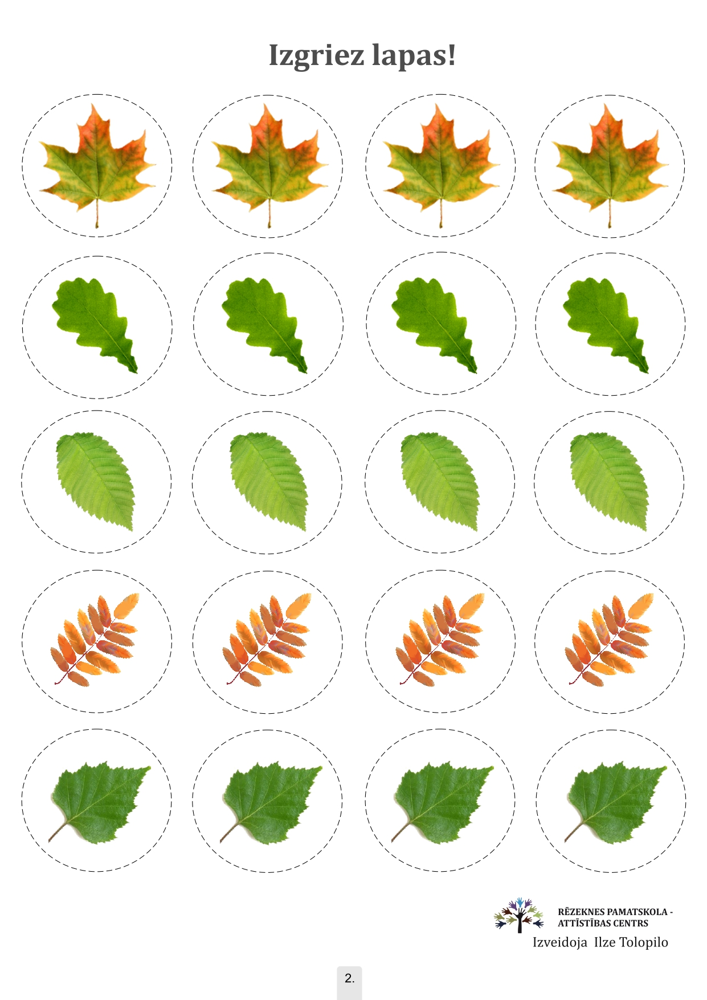 Izgriez lapas!
RĒZEKNES PAMATSKOLA -
ATTĪSTĪBAS CENTRS
Izveidoja Ilze Tolopilo
2.